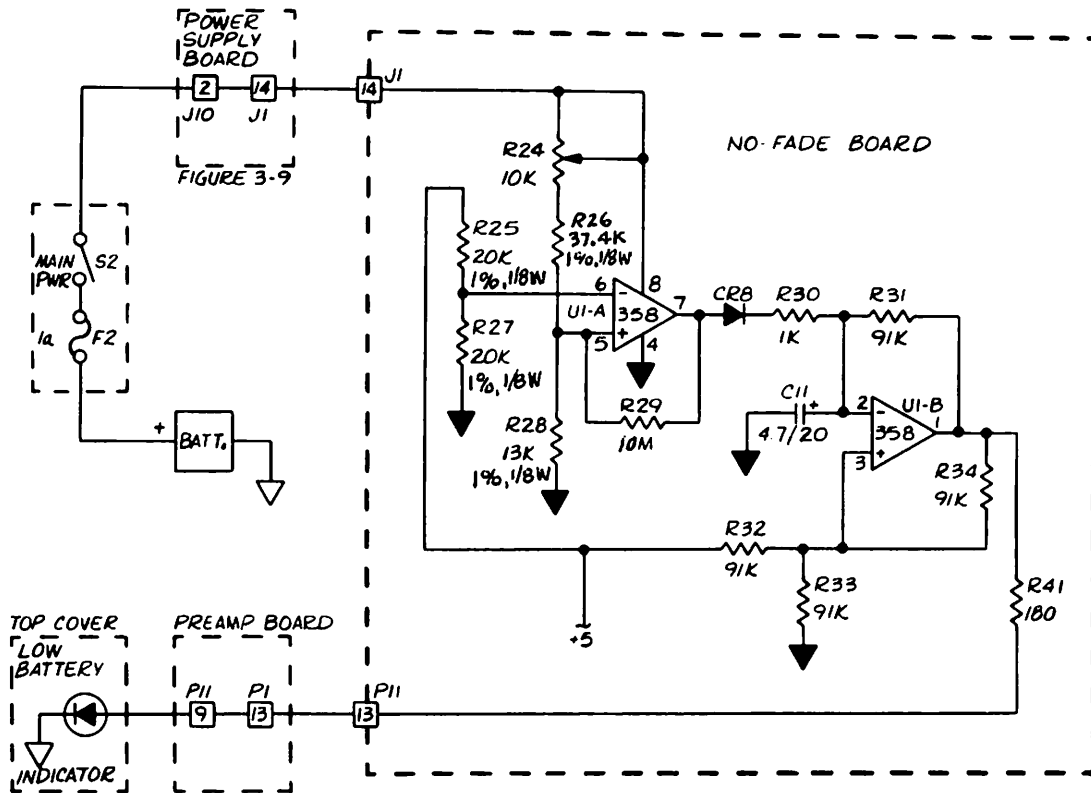 POWER
SUPPLY
BOARD
2
14
J10
J1
FIGURE 3-9
14
J1
NO-FADE BOARD
R24
10K
R25
20K
1%,1/8W
R26
37.4K
1%,1/8W
MAIN
PWR
S2
1a
F2
6
8
7
U1-A
358
5
4
CR8
R30
1K
R31
91K
R27
20K
1%,1/8W
R29
10M
R28
13K
1%,1/8W
C11
+
4.7/20
2
U1-B
1
358
3
R34
91K
+
BATT.
R32
91K
R33
91K
R41
180
+5
TOP COVER
LOW
BATTERY
INDICATOR
PREAMP BOARD
P11
P1
9
13
P11
13